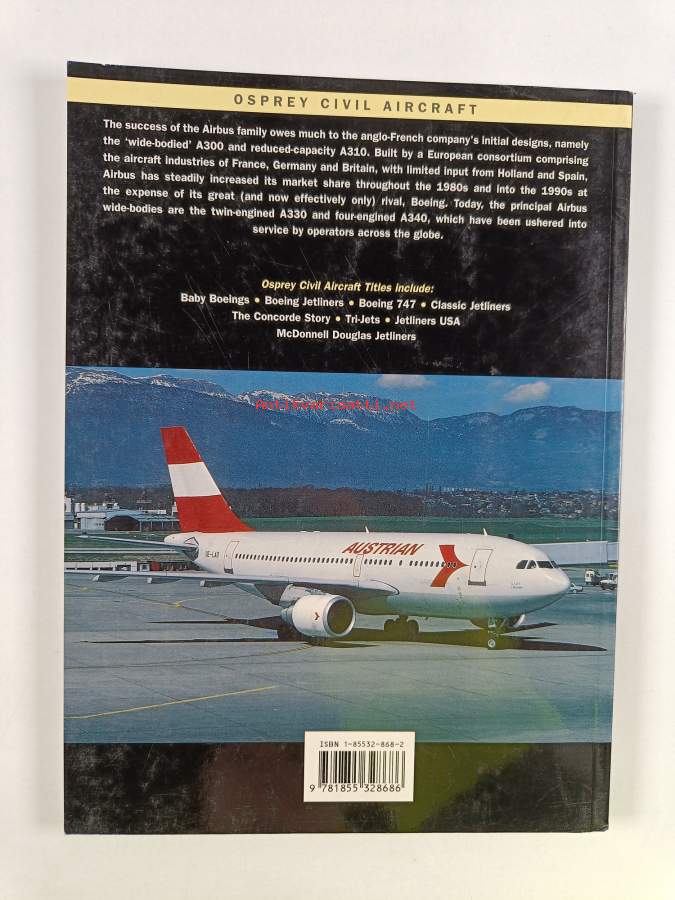 OSPREY CIVIL AIRCRAFT
The success of the Airbus family owes much to the anglo-French company's initial designs, namely
the 'wide-bodied' A300 and reduced-capacity A310. Built by a European consortium comprising
the aircraft industries of France, Germany and Britain, with limited input from Holland and Spain,
Airbus has steadily increased its market share throughout the 1980s and into the 1990s at
the expense of its great (and now effectively only) rival, Boeing. Today, the principal Airbus
wide-bodies are the twin-engined A330 and four-engined A340, which have been ushered into
service by operators across the globe.
Osprey Civil Aircraft Titles Include:
Baby Boeings • Boeing Jetliners • Boeing 747 • Classic Jetliners
The Concorde Story • Tri-Jets • Jetliners USA
McDonnell Douglas Jetliners
Antikvariaatti.net
AUSTRIAN
OE-LAA
ISBN 1-85532-868-2
9 781855 328686